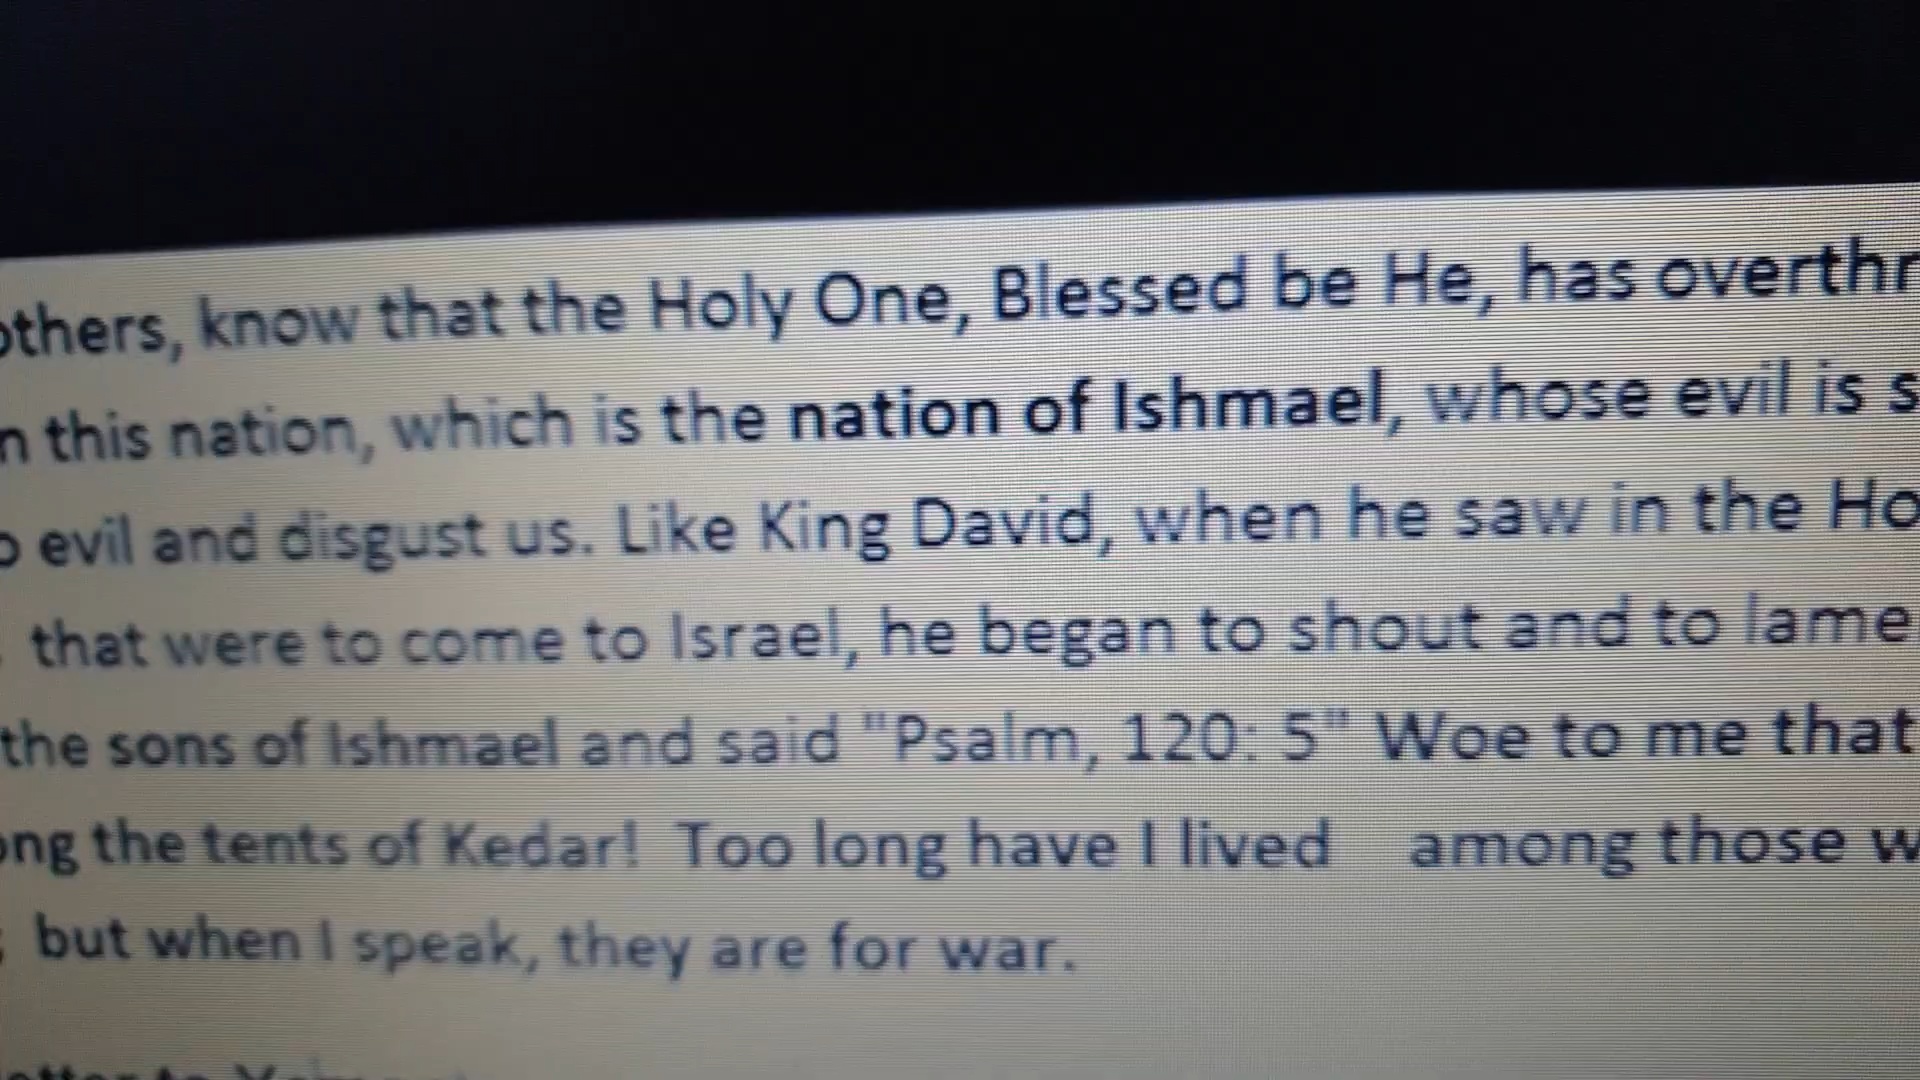 others, know that the Holy One, Blessed be He, has overthr
n this nation, which is the nation of Ishmael, whose evil is s
o evil and disgust us. Like King David, when he saw in the Ho
that were to come to Israel, he began to shout and to lame
the sons of Ishmael and said "Psalm, 120: 5" Woe to me that
ong the tents of Kedar! Too long have I lived among those w
; but when I speak, they are for war.